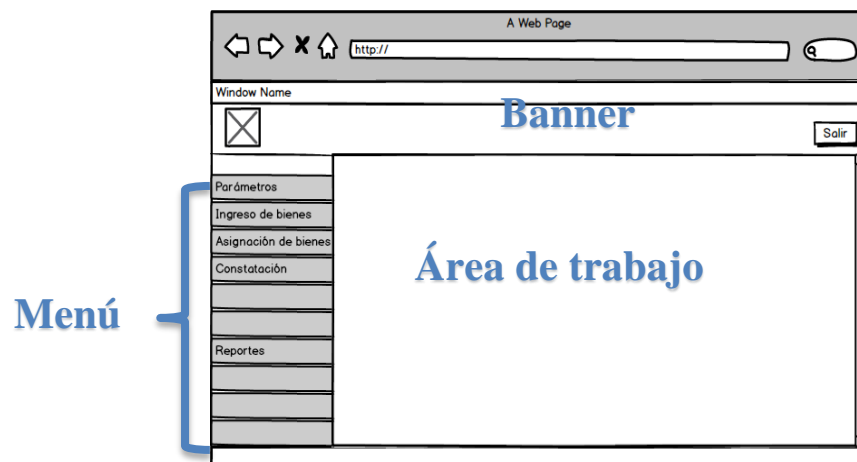 A Web Page
http://
Window Name
Banner
Salir
Parámetros
Ingreso de bienes
Asignación de bienes
Constatación
Área de trabajo
Menú
Reportes